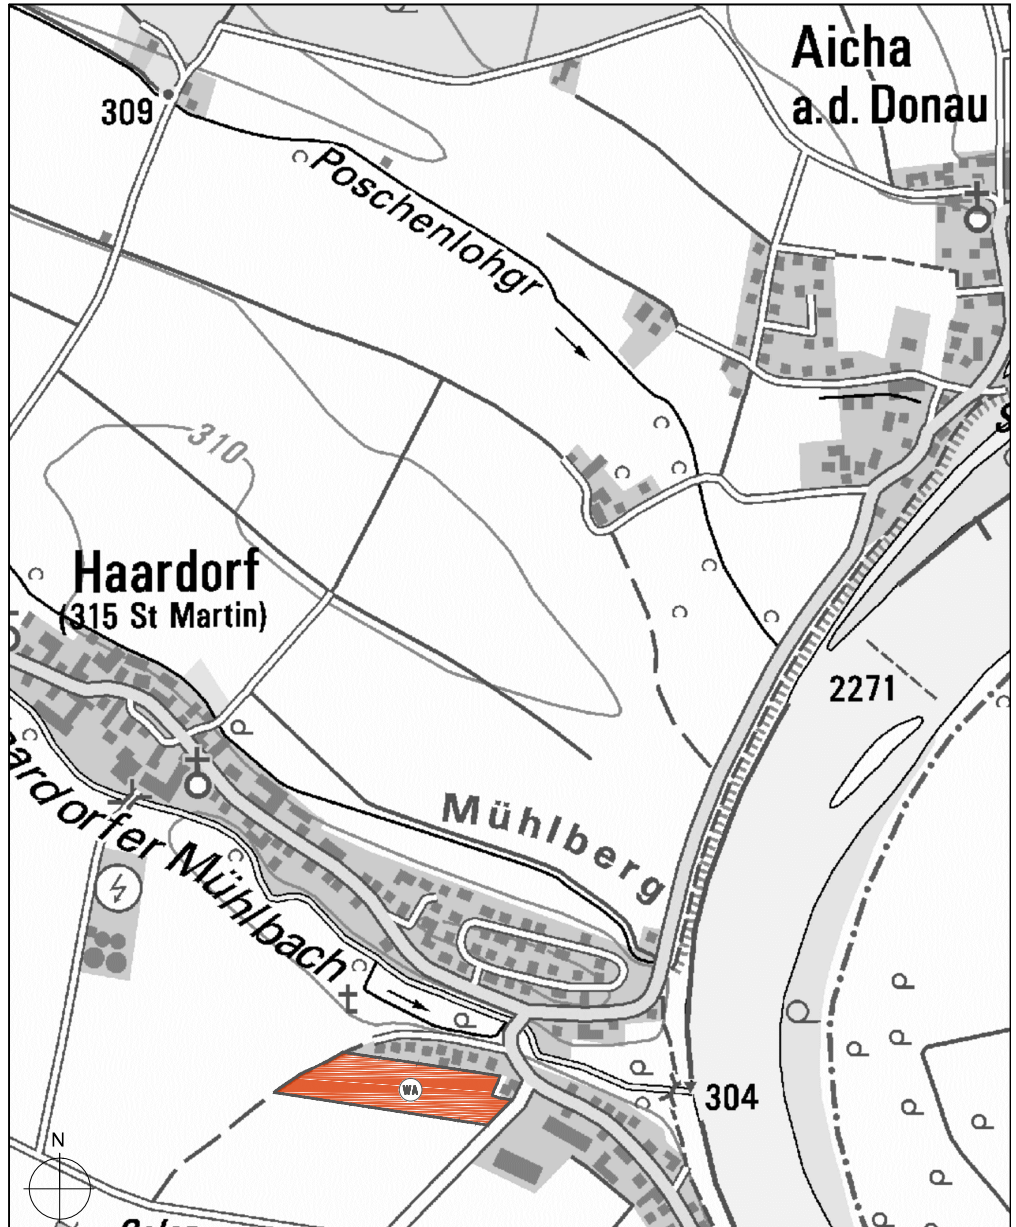 Aicha
a.d. Donau
309
Poschenlohgr
310
Haardorf
(315 St Martin)
2271
Mühlberg
ardorfer Mühlbach
WA
304
N